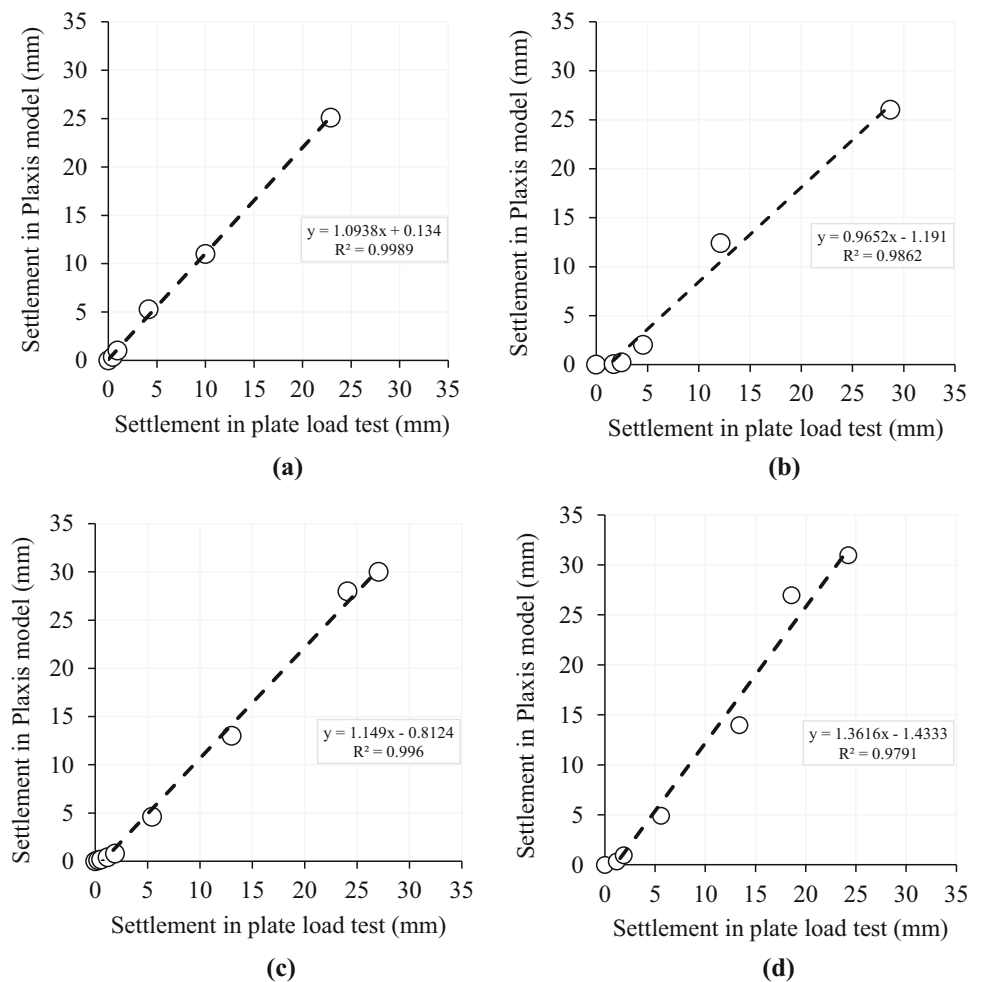 Settlement in Plaxis model (mm)
35
30
25
20
15
10
5
0
y = 1.0938x + 0.134
R² = 0.9989
0 5 10 15 20 25 30 35
Settlement in plate load test (mm)
(a)
Settlement in Plaxis model (mm)
35
30
25
20
15
10
5
0
y = 0.9652x - 1.191
R² = 0.9862
0 5 10 15 20 25 30 35
Settlement in plate load test (mm)
(b)
Settlement in Plaxis model (mm)
35
30
25
20
15
10
5
0
y = 1.149x - 0.8124
R² = 0.996
0 5 10 15 20 25 30 35
Settlement in plate load test (mm)
(c)
Settlement in Plaxis model (mm)
35
30
25
20
15
10
5
0
y = 1.3616x - 1.4333
R² = 0.9791
0 5 10 15 20 25 30 35
Settlement in plate load test (mm)
(d)